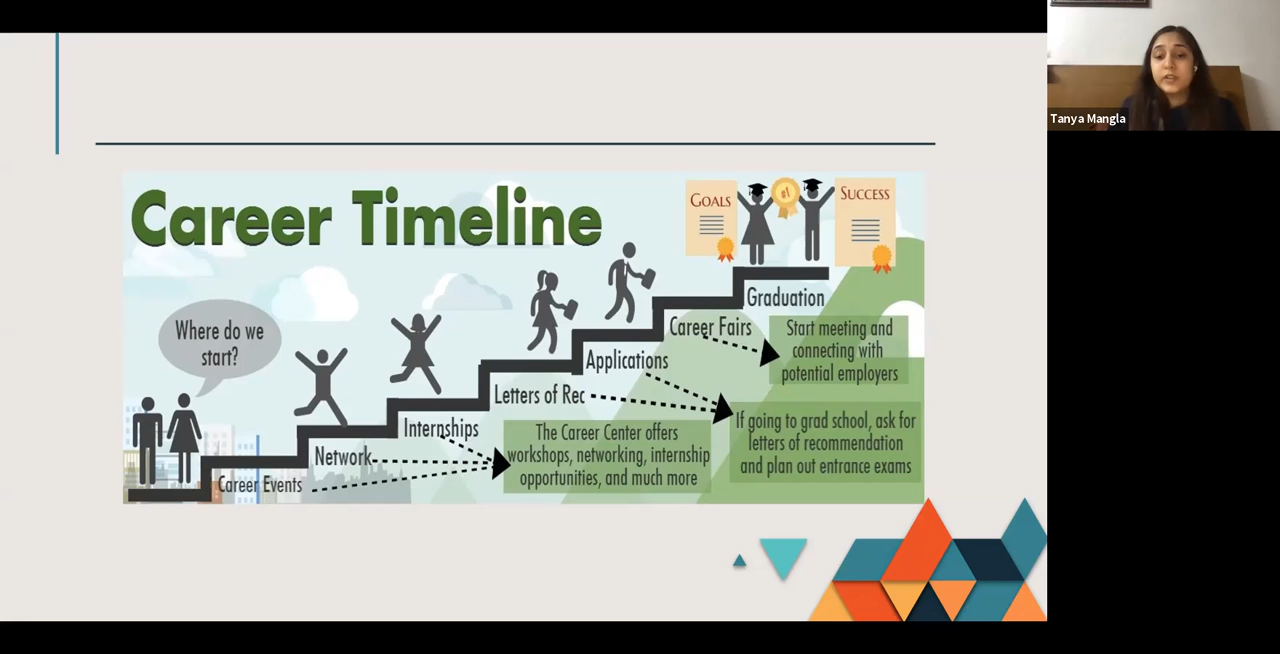 Career Timeline
GOALS
#1
SUCCESS
Where do we
start?
Career Events
Network
Internships
Letters of Rec
Applications
Career Fairs
Graduation
Start meeting and
connecting with
potential employers
If going to grad school, ask for
letters of recommendation
and plan out entrance exams
The Career Center offers
workshops, networking, internship
opportunities, and much more
Tanya Mangla